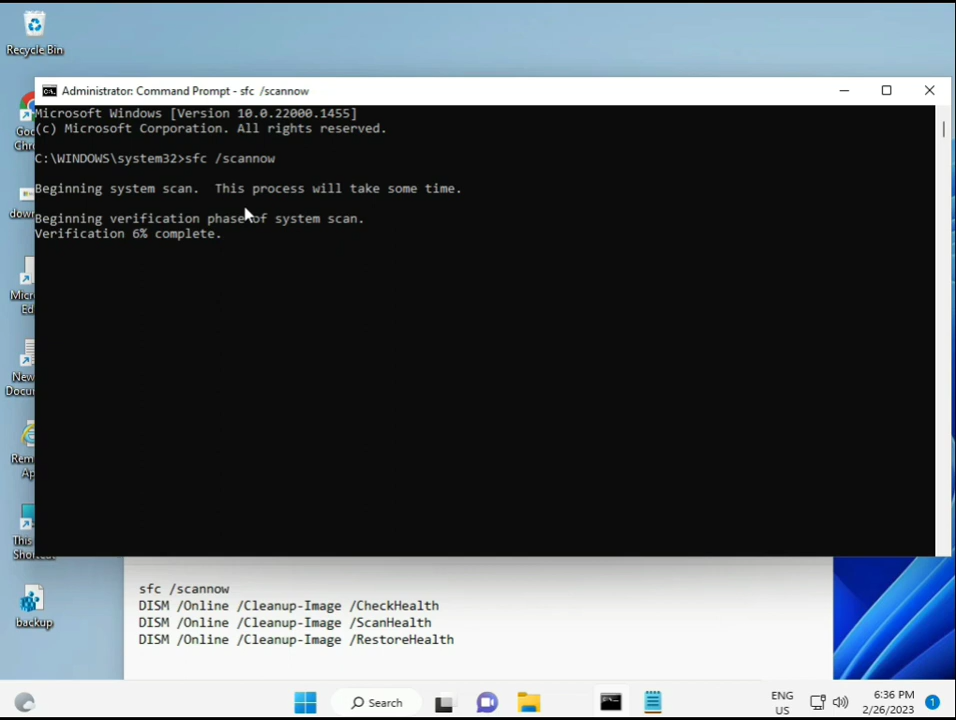 Recycle Bin
Administrator: Command Prompt - sfc /scannow
Microsoft Windows [Version 10.0.22000.1455]
(c) Microsoft Corporation. All rights reserved.
C:\WINDOWS\system32>sfc /scannow
Beginning system scan. This process will take some time.
Beginning verification phase of system scan.
Verification 6% complete.
backup
sfc /scannow
DISM /Online /Cleanup-Image /CheckHealth
DISM /Online /Cleanup-Image /ScanHealth
DISM /Online /Cleanup-Image /RestoreHealth
Search
ENG
US
6:36 PM
2/26/2023
1